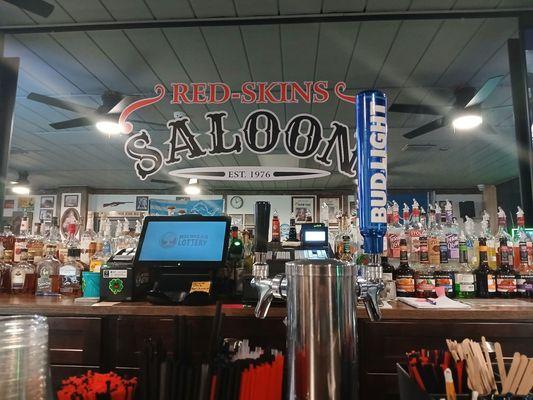 RED-SKINS
SALOON
EST. 1976
BUD LIGHT
MICHIGAN
LOTTERY